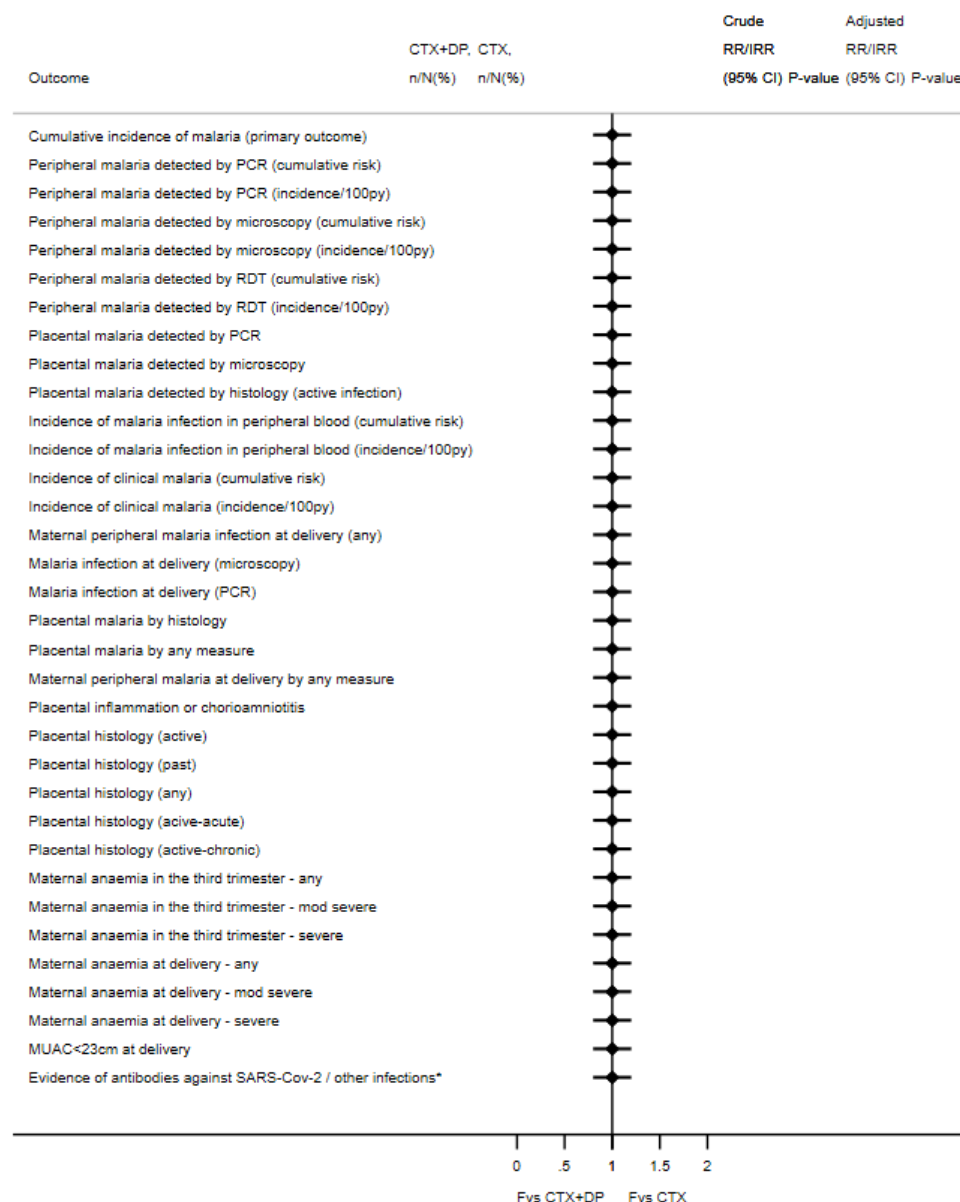 Crude Adjusted
CTX+DP, CTX, RR/IRR RR/IRR
Outcome n/N(%) n/N(%) (95% CI) P-value (95% CI) P-value
Cumulative incidence of malaria (primary outcome)
Peripheral malaria detected by PCR (cumulative risk)
Peripheral malaria detected by PCR (incidence/100py)
Peripheral malaria detected by microscopy (cumulative risk)
Peripheral malaria detected by microscopy (incidence/100py)
Peripheral malaria detected by RDT (cumulative risk)
Peripheral malaria detected by RDT (incidence/100py)
Placental malaria detected by PCR
Placental malaria detected by microscopy
Placental malaria detected by histology (active infection)
Incidence of malaria infection in peripheral blood (cumulative risk)
Incidence of malaria infection in peripheral blood (incidence/100py)
Incidence of clinical malaria (cumulative risk)
Incidence of clinical malaria (incidence/100py)
Maternal peripheral malaria infection at delivery (any)
Malaria infection at delivery (microscopy)
Malaria infection at delivery (PCR)
Placental malaria by histology
Placental malaria by any measure
Maternal peripheral malaria at delivery by any measure
Placental inflammation or chorioamniotitis
Placental histology (active)
Placental histology (past)
Placental histology (any)
Placental histology (acive-acute)
Placental histology (active-chronic)
Maternal anaemia in the third trimester - any
Maternal anaemia in the third trimester - mod severe
Maternal anaemia in the third trimester - severe
Maternal anaemia at delivery - any
Maternal anaemia at delivery - mod severe
Maternal anaemia at delivery - severe
MUAC<23cm at delivery
Evidence of antibodies against SARS-Cov-2 / other infections*
0 .5 1 1.5 2
Fvs CTX+DP Fvs CTX